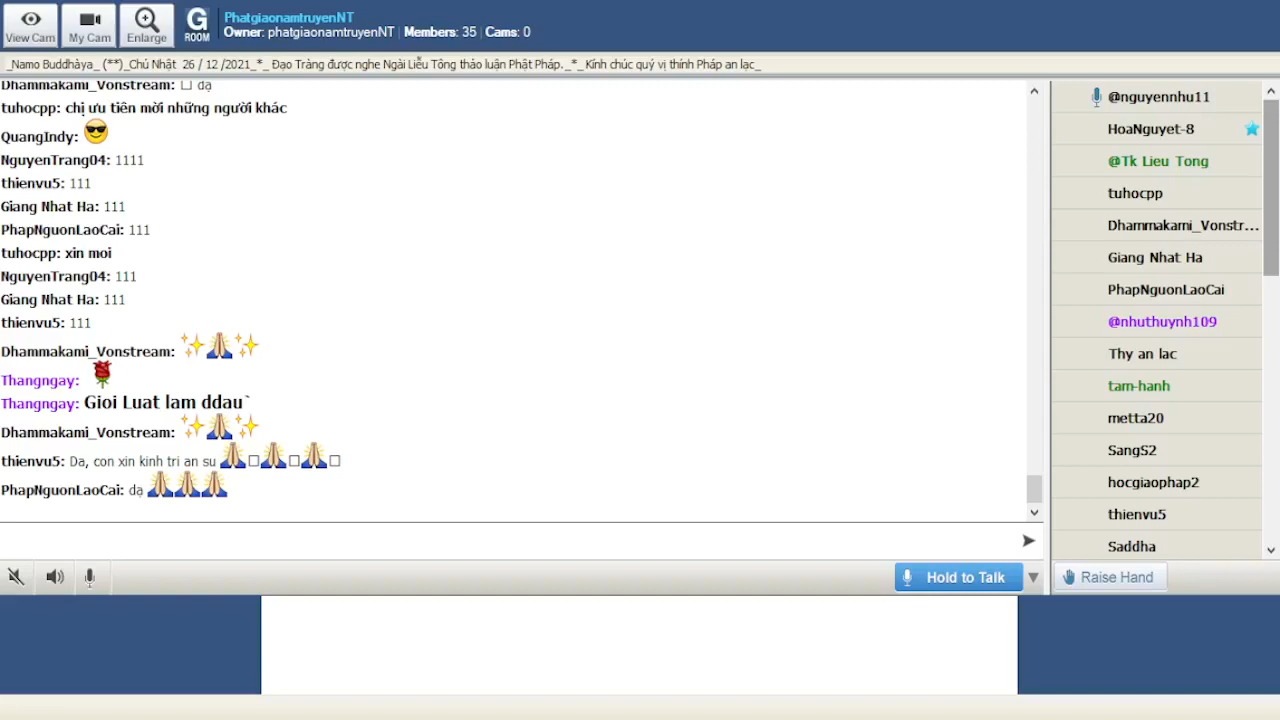 View Cam
My Cam
Enlarge
G
ROOM
PhatgiaonamtruyenNT
Owner: phatgiaonamtruyenNT | Members: 35 | Cams: 0
_Namo Buddhàya_ (**)_Chủ Nhật 26 / 12 /2021_*_ Đạo Tràng được nghe Ngài Liễu Tông thảo luận Phật Pháp._*_Kính chúc quý vị thính Pháp an lạc_
Dhammakami_Vonstream: dạ
tuhocpp: chị ưu tiên mời những người khác
QuangIndy: 😎
NguyenTrang04: 1111
thienvu5: 111
Giang Nhat Ha: 111
PhapNguonLaoCai: 111
tuhocpp: xin moi
NguyenTrang04: 111
Giang Nhat Ha: 111
thienvu5: 111
Dhammakami_Vonstream: ✨🙏✨
Thangngay: 🌹
Thangngay: Gioi Luat lam ddau`
Dhammakami_Vonstream: ✨🙏✨
thienvu5: Da, con xin kinh tri an su 🙏🙏🙏
PhapNguonLaoCai: dạ 🙏🙏🙏
@nguyennhu11
HoaNguyet-8
@Tk Lieu Tong
tuhocpp
Dhammakami_Vonstr...
Giang Nhat Ha
PhapNguonLaoCai
@nhuthuynh109
Thy an lac
tam-hanh
metta20
SangS2
hocgiaophap2
thienvu5
Saddha
Hold to Talk
Raise Hand